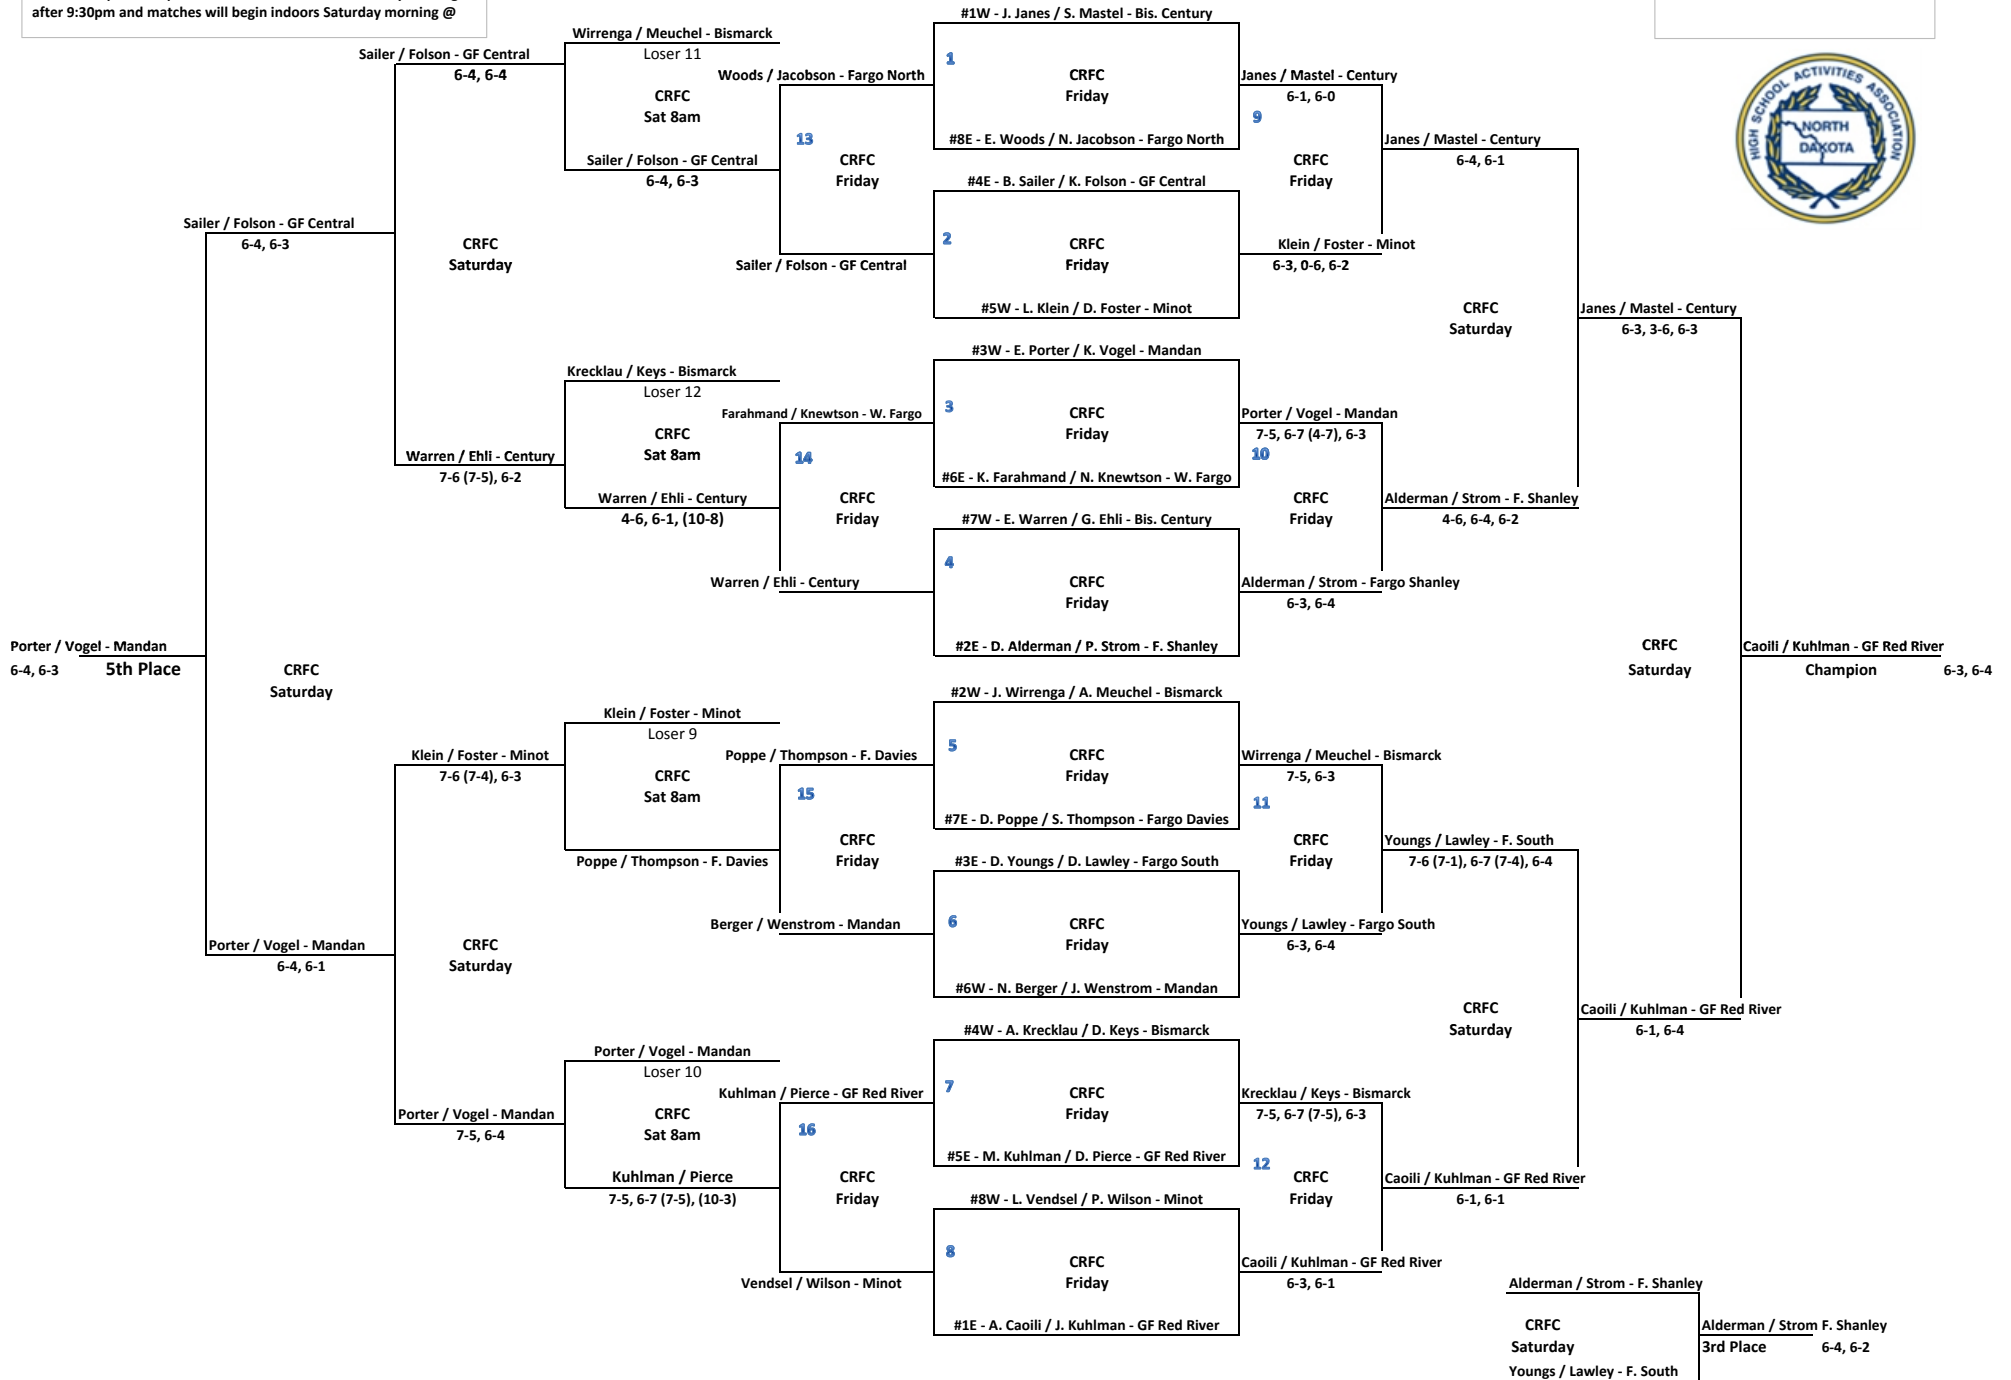 after 9:30pm and matches will begin indoors Saturday morning @
HIGH SCHOOL ACTIVITIES ASSOCIATION
NORTH
DAKOTA
#1W - J. Janes / S. Mastel - Bis. Century
1
CRFC
Friday
#8E - E. Woods / N. Jacobson - Fargo North
#4E - B. Sailer / K. Folson - GF Central
2
CRFC
Friday
#5W - L. Klein / D. Foster - Minot
#3W - E. Porter / K. Vogel - Mandan
3
CRFC
Friday
#6E - K. Farahmand / N. Knewtson - W. Fargo
#7W - E. Warren / G. Ehli - Bis. Century
4
CRFC
Friday
#2E - D. Alderman / P. Strom - F. Shanley
#2W - J. Wirrenga / A. Meuchel - Bismarck
5
CRFC
Friday
#7E - D. Poppe / S. Thompson - Fargo Davies
#3E - D. Youngs / D. Lawley - Fargo South
6
CRFC
Friday
#6W - N. Berger / J. Wenstrom - Mandan
#4W - A. Krecklau / D. Keys - Bismarck
7
CRFC
Friday
#5E - M. Kuhlman / D. Pierce - GF Red River
#8W - L. Vendsel / P. Wilson - Minot
8
CRFC
Friday
#1E - A. Caoili / J. Kuhlman - GF Red River
Janes / Mastel - Century
6-1, 6-0
9
CRFC
Friday
Klein / Foster - Minot
6-3, 0-6, 6-2
Porter / Vogel - Mandan
7-5, 6-7 (4-7), 6-3
10
CRFC
Friday
Alderman / Strom - Fargo Shanley
6-3, 6-4
Wirrenga / Meuchel - Bismarck
7-5, 6-3
11
CRFC
Friday
Youngs / Lawley - Fargo South
6-3, 6-4
Krecklau / Keys - Bismarck
7-5, 6-7 (7-5), 6-3
12
CRFC
Friday
Caoili / Kuhlman - GF Red River
6-3, 6-1
Janes / Mastel - Century
6-4, 6-1
CRFC
Saturday
Alderman / Strom - F. Shanley
4-6, 6-4, 6-2
Youngs / Lawley - F. South
7-6 (7-1), 6-7 (7-4), 6-4
CRFC
Saturday
Caoili / Kuhlman - GF Red River
6-1, 6-1
Janes / Mastel - Century
6-3, 3-6, 6-3
CRFC
Saturday
Caoili / Kuhlman - GF Red River
6-1, 6-4
Caoili / Kuhlman - GF Red River
Champion 6-3, 6-4
Alderman / Strom - F. Shanley
CRFC
Saturday
Youngs / Lawley - F. South
Alderman / Strom F. Shanley
3rd Place 6-4, 6-2
Woods / Jacobson - Fargo North
13
CRFC
Friday
Sailer / Folson - GF Central
Farahmand / Knewtson - W. Fargo
14
CRFC
Friday
Warren / Ehli - Century
Poppe / Thompson - F. Davies
15
CRFC
Friday
Berger / Wenstrom - Mandan
Kuhlman / Pierce - GF Red River
16
CRFC
Friday
Vendsel / Wilson - Minot
Wirrenga / Meuchel - Bismarck
Loser 11
CRFC
Sat 8am
Sailer / Folson - GF Central
6-4, 6-3
Krecklau / Keys - Bismarck
Loser 12
CRFC
Sat 8am
Warren / Ehli - Century
4-6, 6-1, (10-8)
Klein / Foster - Minot
Loser 9
CRFC
Sat 8am
Poppe / Thompson - F. Davies
Porter / Vogel - Mandan
Loser 10
CRFC
Sat 8am
Kuhlman / Pierce
7-5, 6-7 (7-5), (10-3)
Sailer / Folson - GF Central
6-4, 6-4
CRFC
Saturday
Warren / Ehli - Century
7-6 (7-5), 6-2
Klein / Foster - Minot
7-6 (7-4), 6-3
CRFC
Saturday
Porter / Vogel - Mandan
7-5, 6-4
Sailer / Folson - GF Central
6-4, 6-3
CRFC
Saturday
Porter / Vogel - Mandan
6-4, 6-1
Porter / Vogel - Mandan
6-4, 6-3 5th Place